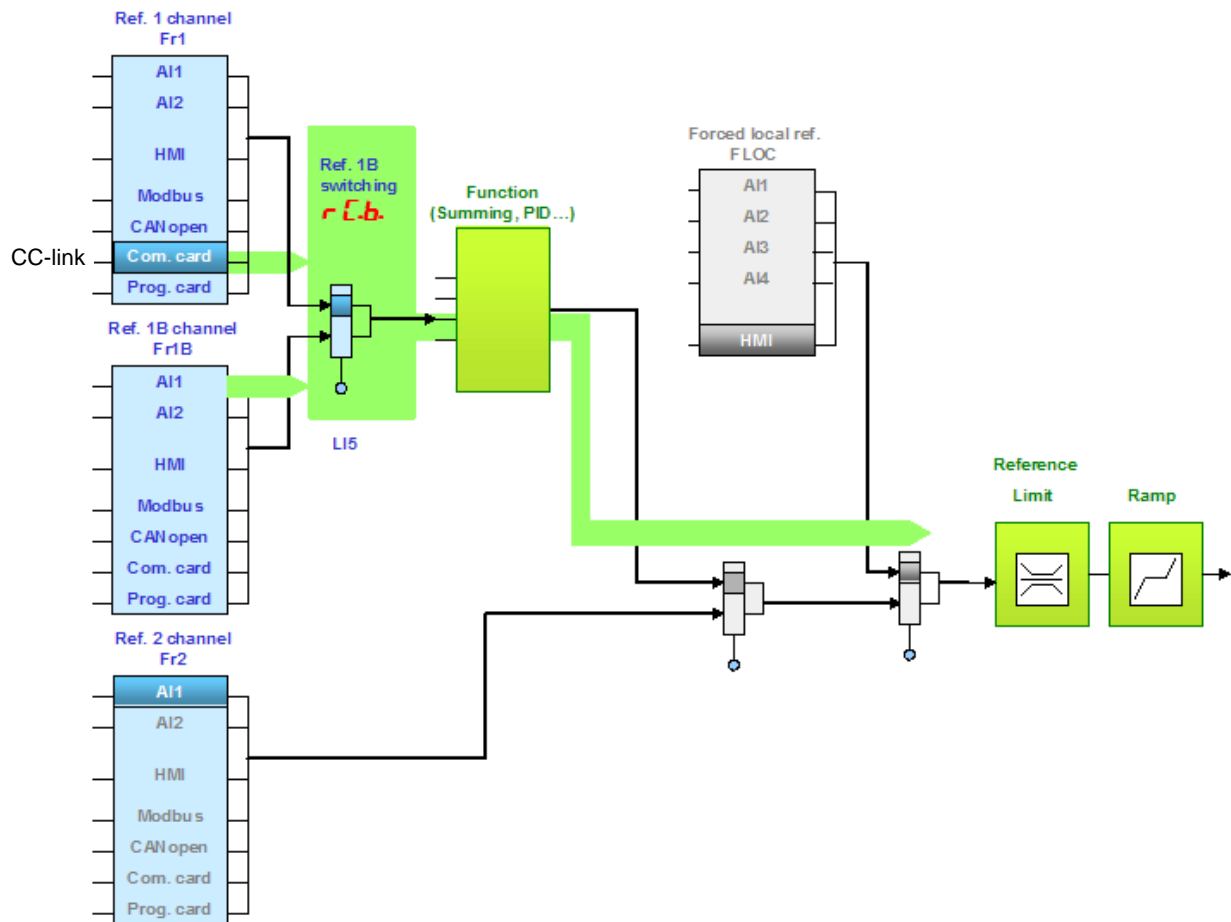 Ref. 1 channel
Fr1
AI1
AI2
HMI
Modbus
CANopen
CC-link
Com. card
Prog. card
Ref. 1B channel
Fr1B
AI1
AI2
HMI
Modbus
CANopen
Com. card
Prog. card
Ref. 2 channel
Fr2
AI1
AI2
HMI
Modbus
CANopen
Com. card
Prog. card
Ref. 1B
switching
rC.b.
LI5
Function
(Summing, PID...)
Forced local ref.
FLOC
AI1
AI2
AI3
AI4
HMI
Reference
Limit
Ramp